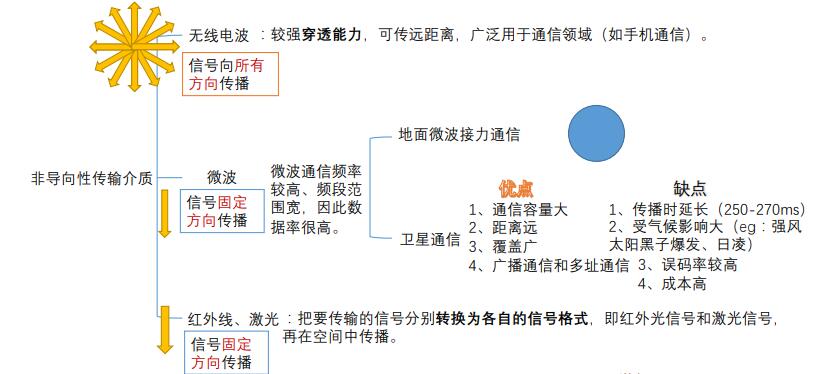 无线电波 ：较强穿透能力，可传远距离，广泛用于通信领域（如手机通信）。
信号向所有
方向传播
非导向性传输介质
微波
信号固定
方向传播
微波通信频率
较高、频段范
围宽，因此数
据率很高。
地面微波接力通信
卫星通信
优点
1、通信容量大
2、距离远
3、覆盖广
4、广播通信和多址通信
缺点
1、传播时延长（250-270ms)
2、受气候影响大（eg：强风
太阳黑子爆发、日凌）
3、误码率较高
4、成本高
红外线、激光 ：把要传输的信号分别转换为各自的信号格式，即红外光信号和激光信号，
再在空间中传播。
信号固定
方向传播